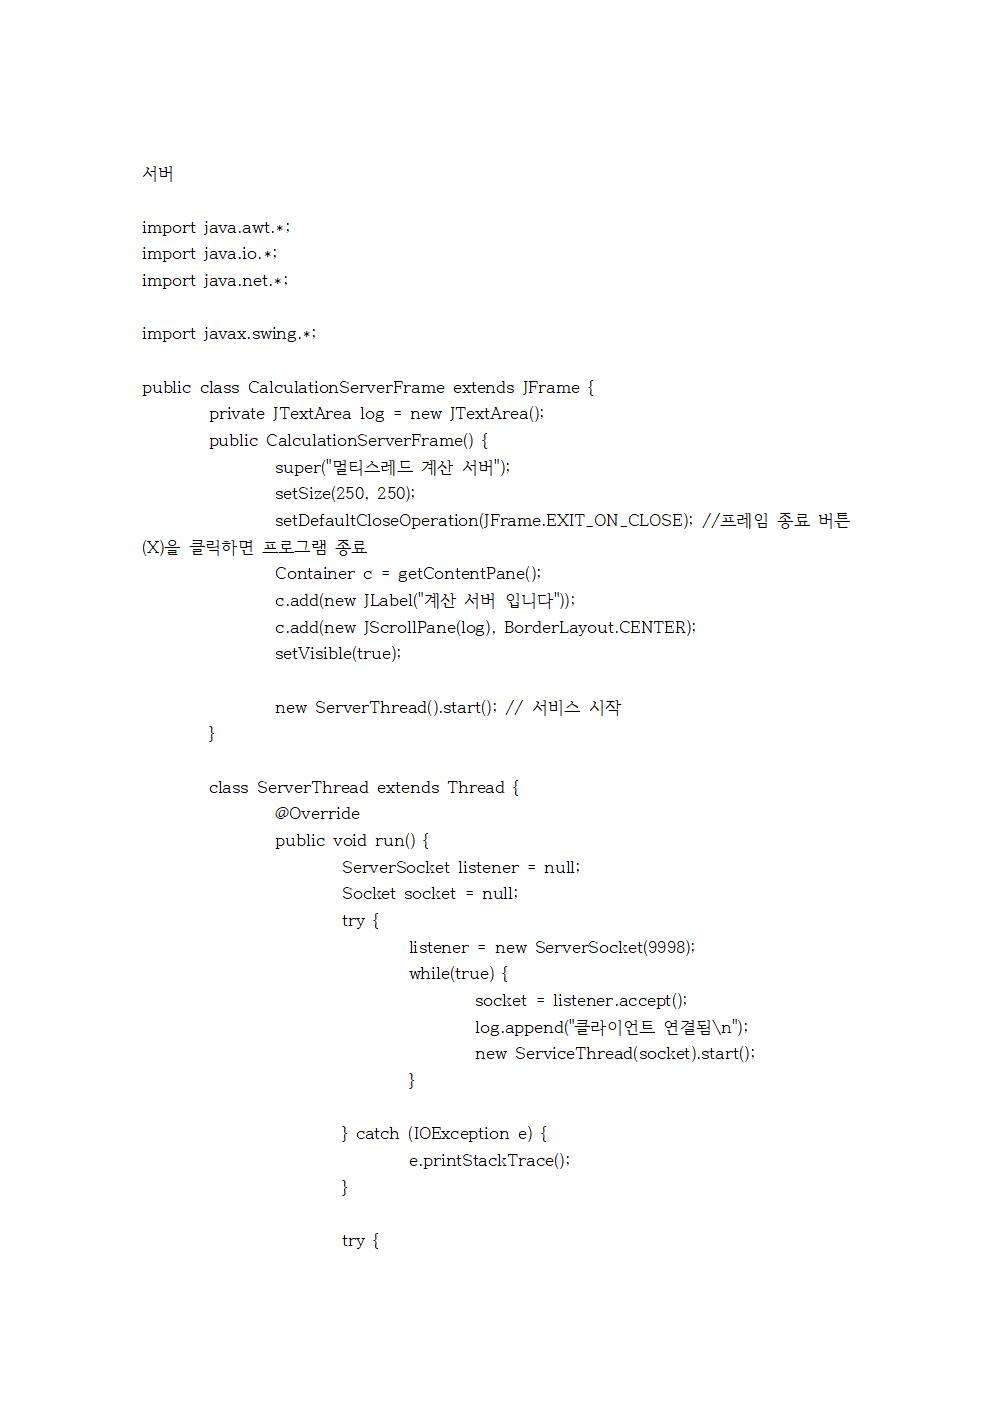 서버
import java.awt.*;
import java.io.*;
import java.net.*;
import javax.swing.*;
public class CalculationServerFrame extends JFrame {
private JTextArea log = new JTextArea();
public CalculationServerFrame() {
super("멀티스레드 계산 서버");
setSize(250, 250);
setDefaultCloseOperation(JFrame.EXIT_ON_CLOSE); //프레임 종료 버튼
(X)을 클릭하면 프로그램 종료
Container c = getContentPane();
c.add(new JLabel("계산 서버 입니다"));
c.add(new JScrollPane(log), BorderLayout.CENTER);
setVisible(true);
new ServerThread().start(); // 서비스 시작
}
class ServerThread extends Thread {
@Override
public void run() {
ServerSocket listener = null;
Socket socket = null;
try {
listener = new ServerSocket(9998);
while(true) {
socket = listener.accept();
log.append("클라이언트 연결됨\n");
new ServiceThread(socket).start();
}
} catch (IOException e) {
e.printStackTrace();
}
try {